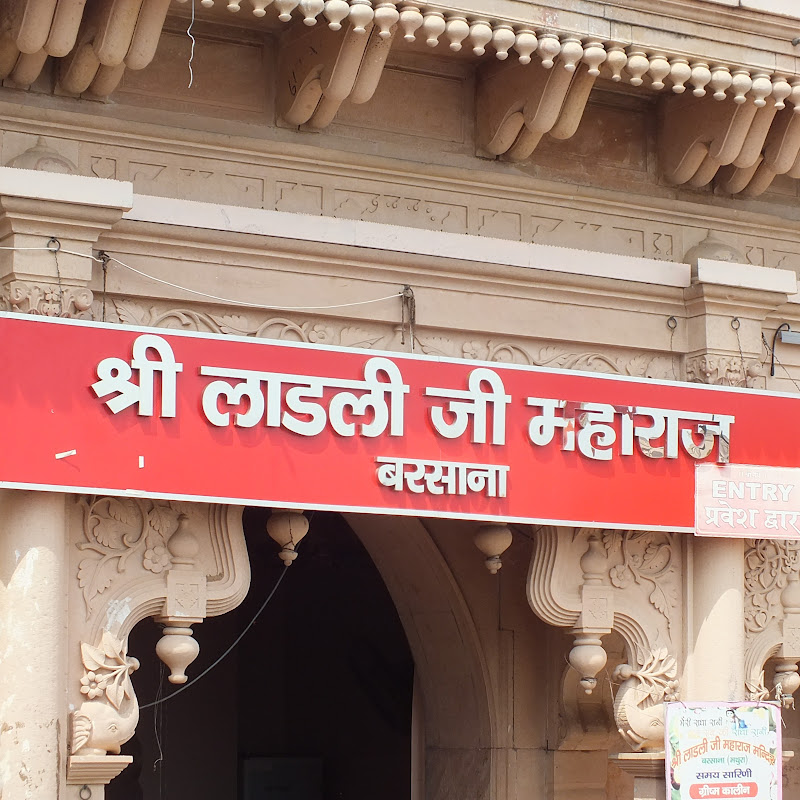 श्री लाडली जी महाराज
बरसाना
ENTRY
प्रवेश द्वार
मेरी राधा रानी
श्री लाडली जी महाराज मन्दिर
बरसाना (मथुरा)
समय सारिणी
ग्रीष्म कालीन